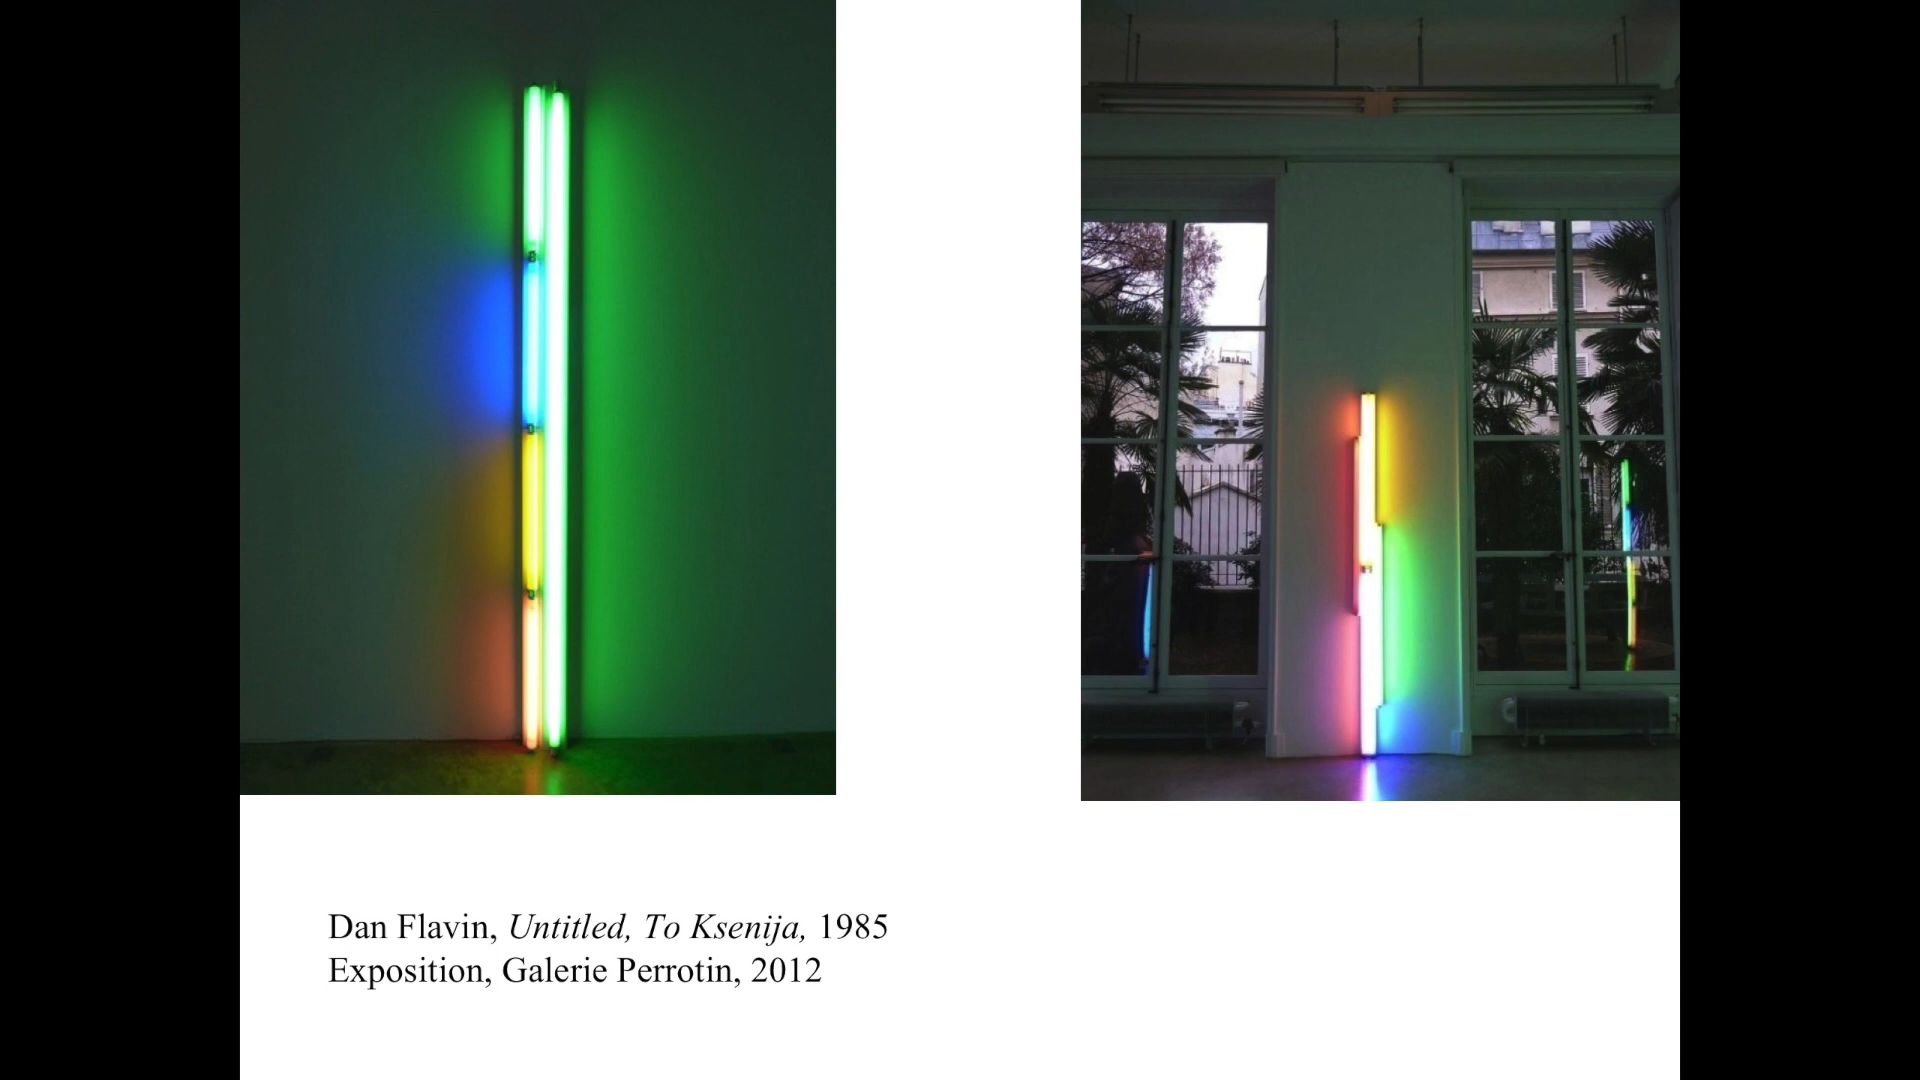 Dan Flavin, Untitled, To Ksenija, 1985
Exposition, Galerie Perrotin, 2012